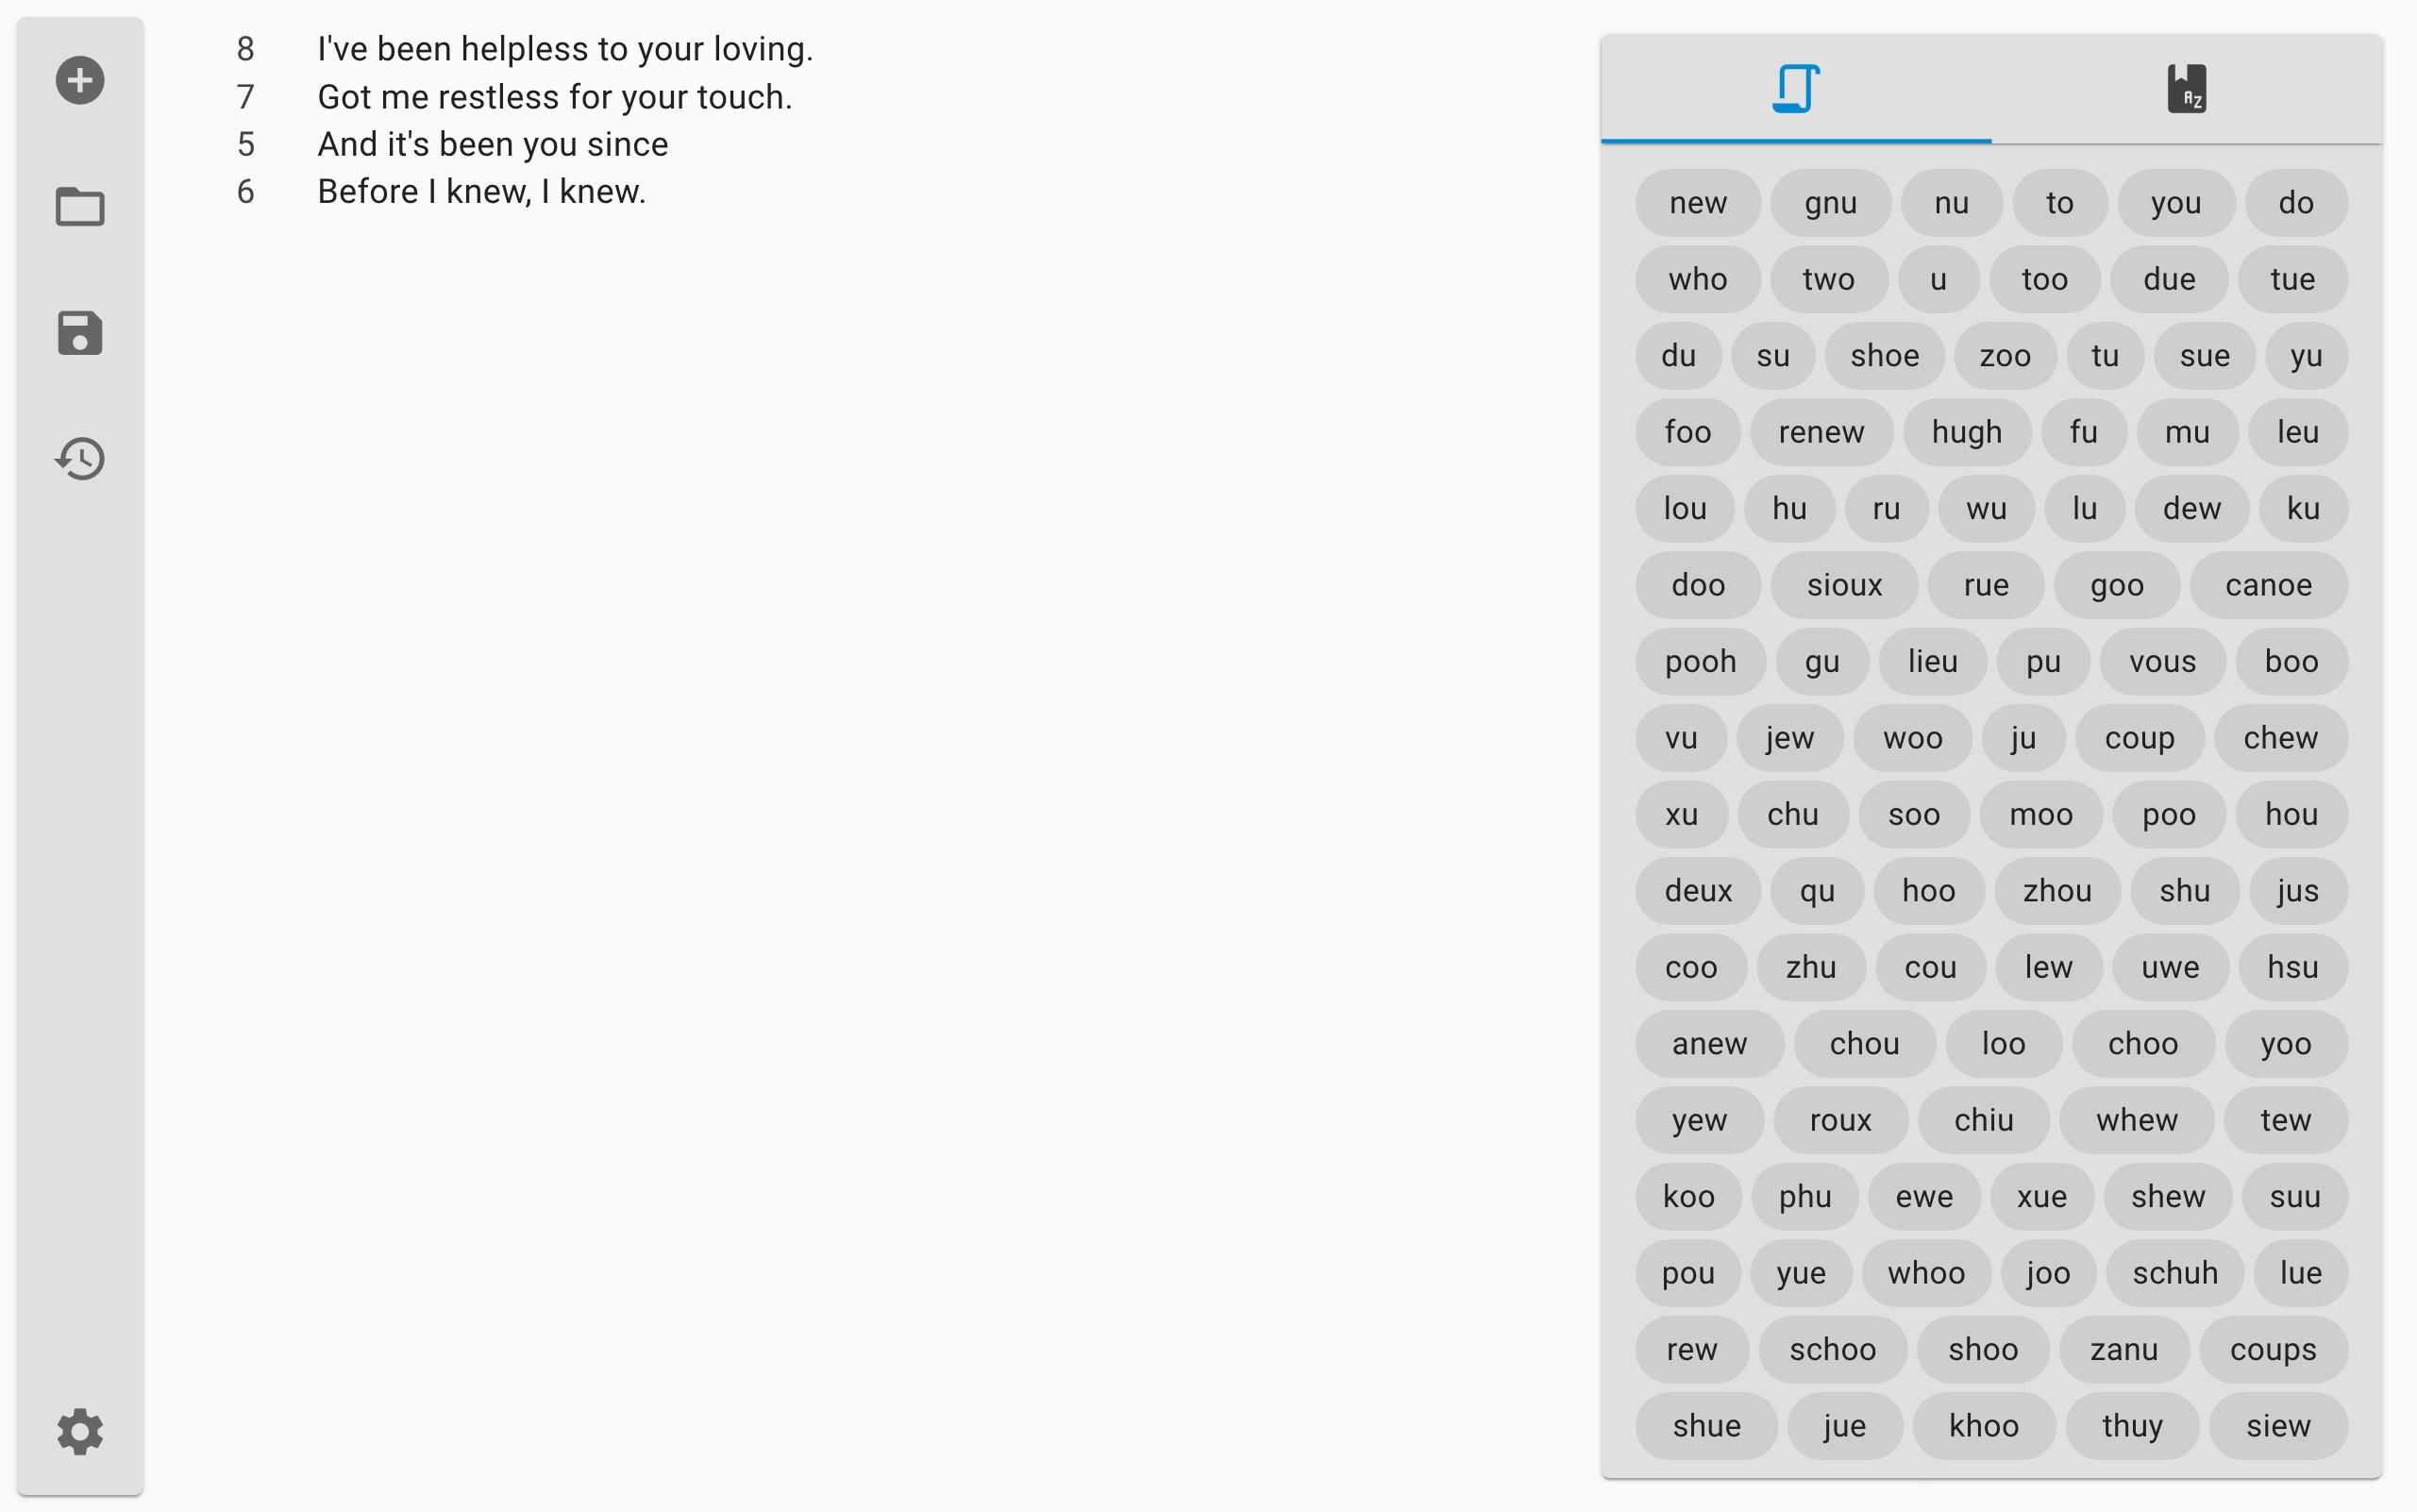 8 I've been helpless to your loving.
7 Got me restless for your touch.
5 And it's been you since
6 Before I knew, I knew.
AZ
new gnu nu to you do
who two u too due tue
du su shoe zoo tu sue yu
foo renew hugh fu mu leu
lou hu ru wu lu dew ku
doo sioux rue goo canoe
pooh gu lieu pu vous boo
vu jew woo ju coup chew
xu chu soo moo poo hou
deux qu hoo zhou shu jus
coo zhu cou lew uwe hsu
anew chou loo choo yoo
yew roux chiu whew tew
koo phu ewe xue shew suu
pou yue whoo joo schuh lue
rew schoo shoo zanu coups
shue jue khoo thuy siew